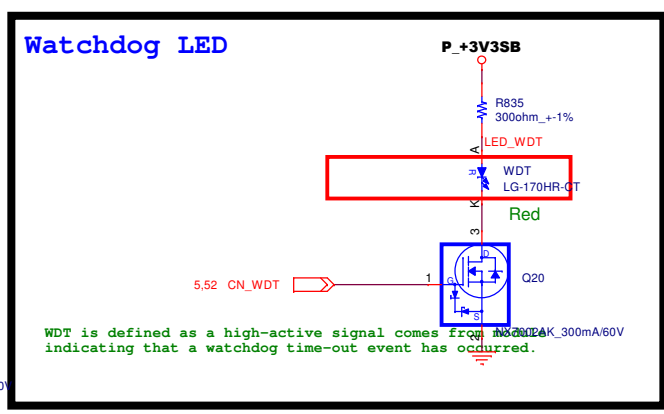 Watchdog LED
P_+3V3SB
R835
300ohm_+-1%
LED_WDT
A
R
WDT
LG-170HR-CT
K
Red
3
D
5,52 CN_WDT
1
G
Q20
S
NX7002AK_300mA/60V
2
WDT is defined as a high-active signal comes from module
indicating that a watchdog time-out event has occurred.